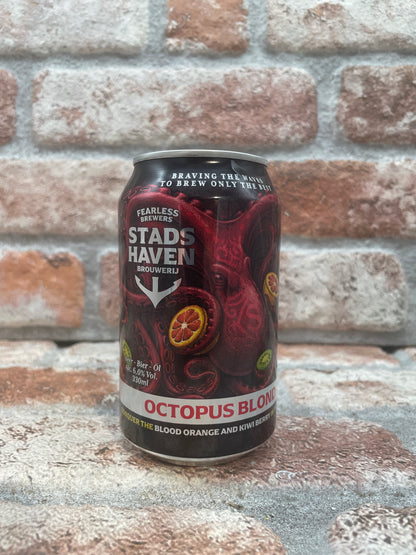 BRAVING THE WAVES
TO BREW ONLY THE BEST
FEARLESS
BREWERS
STADS
HAVEN
BROUWERIJ
Bier - Öl
6.0% Vol.
330ml
OCTOPUS BLOND
THE BLOOD ORANGE AND KIWI BERRY